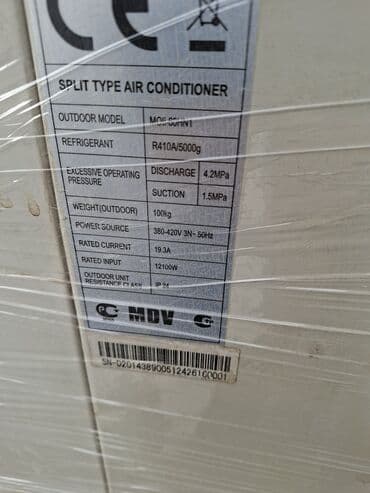 CE
SPLIT TYPE AIR CONDITIONER
OUTDOOR MODEL
REFRIGERANT R410A/5000g
EXCESSIVE OPERATING PRESSURE DISCHARGE 4.2MPa
SUCTION 1.5MPa
WEIGHT(OUTDOOR) 100kg
POWER SOURCE 380-420V 3N~ 50Hz
RATED CURRENT 19.3A
RATED INPUT 12100W
OUTDOOR UNIT RESISTANCE CLASS IP 24
MDV